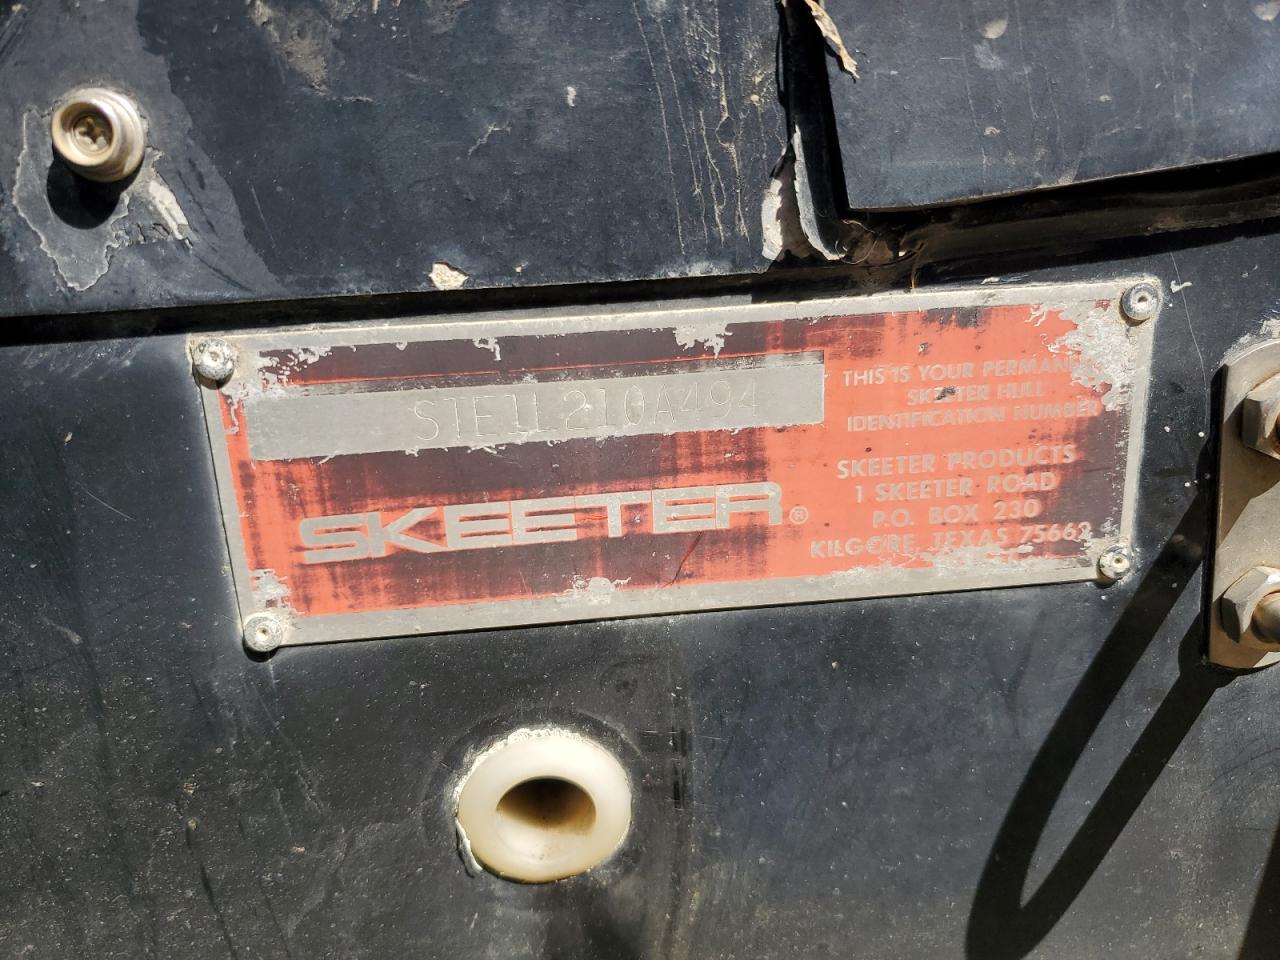 STE1L210A494
THIS IS YOUR PERMANENT
SKEETER HULL
IDENTIFICATION NUMBER
SKEETER PRODUCTS
1 SKEETER ROAD
P.O. BOX 230
KILGORE, TEXAS 75662
SKEETER®